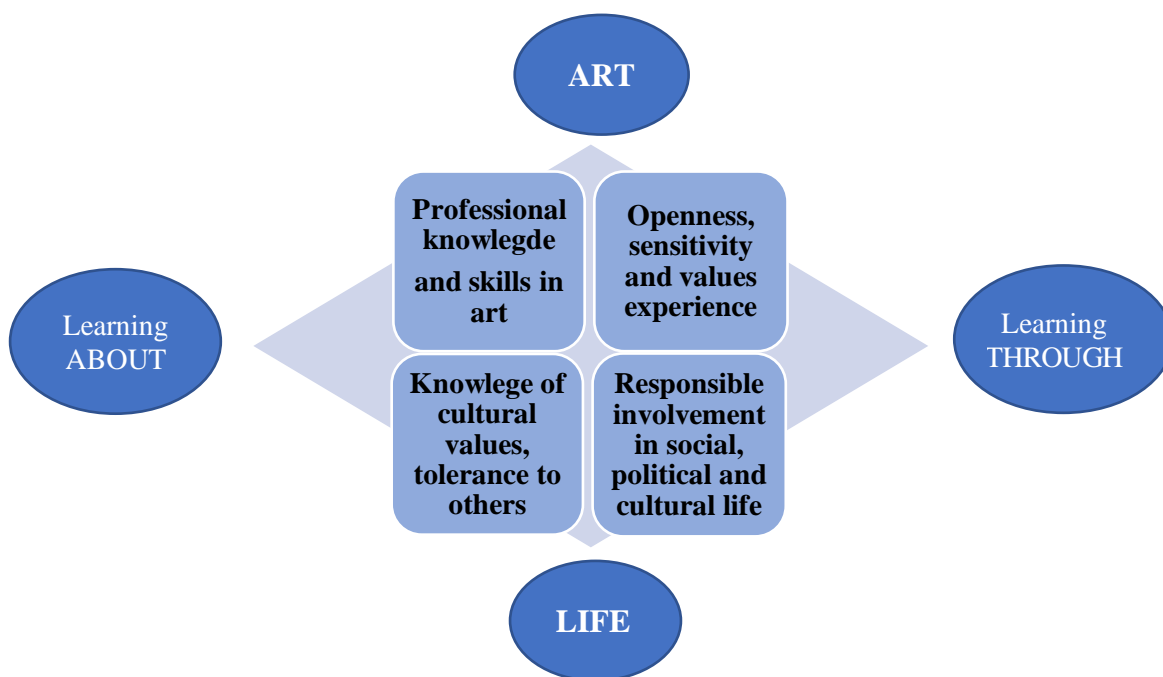 ART
Professional
knowlegde
and skills in
art
Openness,
sensitivity
and values
experience
Learning
ABOUT
Learning
THROUGH
Knowlege of
cultural
values,
tolerance to
others
Responsible
involvement
in social,
political and
cultural life
LIFE